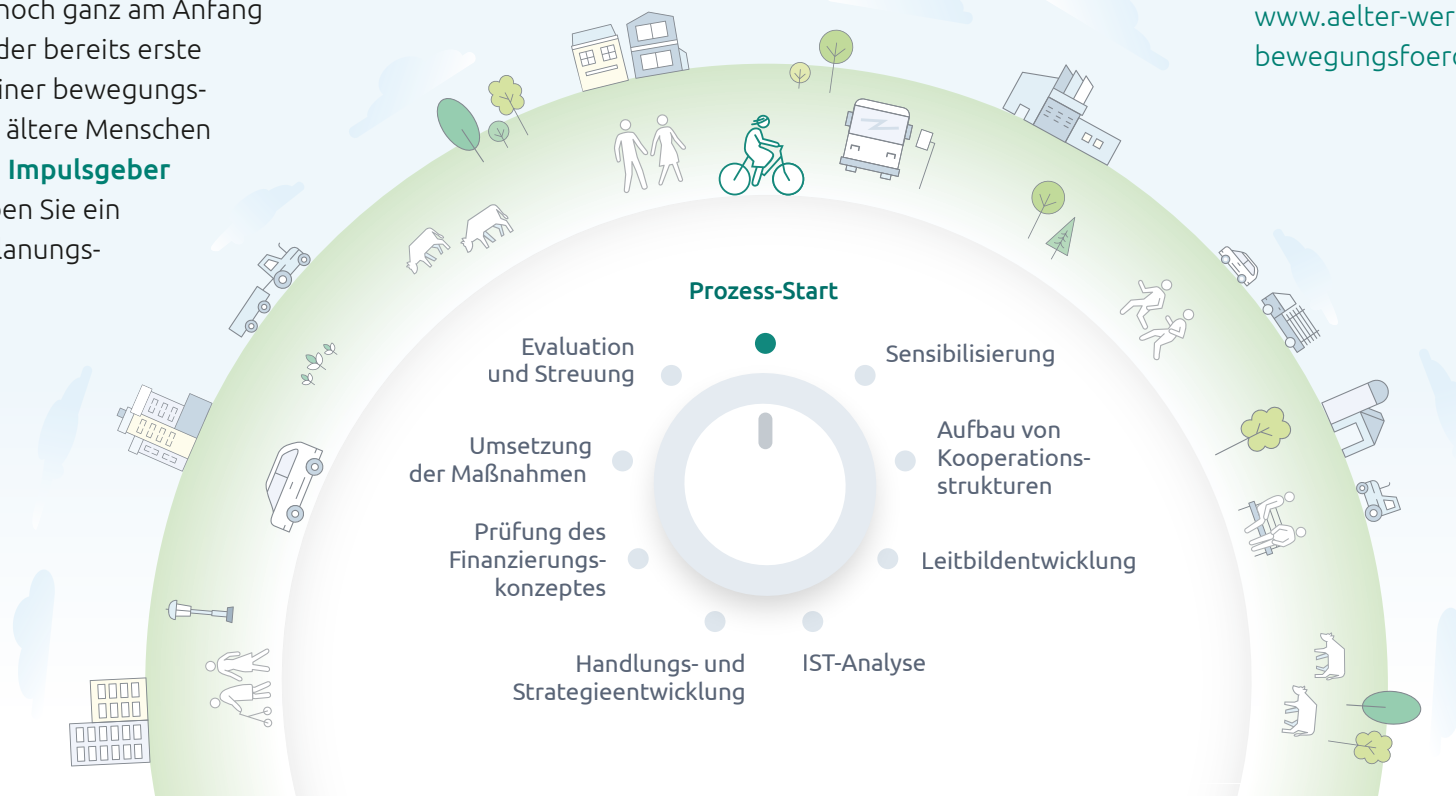 noch ganz am Anfang
der bereits erste
iner bewegungs-
ältere Menschen
Impulsgeber
en Sie ein
lanungs-
www.aelter-wer
bewegungsfoerd
Prozess-Start
Sensibilisierung
Aufbau von
Kooperations-
strukturen
Leitbildentwicklung
IST-Analyse
Handlungs- und
Strategieentwicklung
Prüfung des
Finanzierungs-
konzeptes
Umsetzung
der Maßnahmen
Evaluation
und Streuung